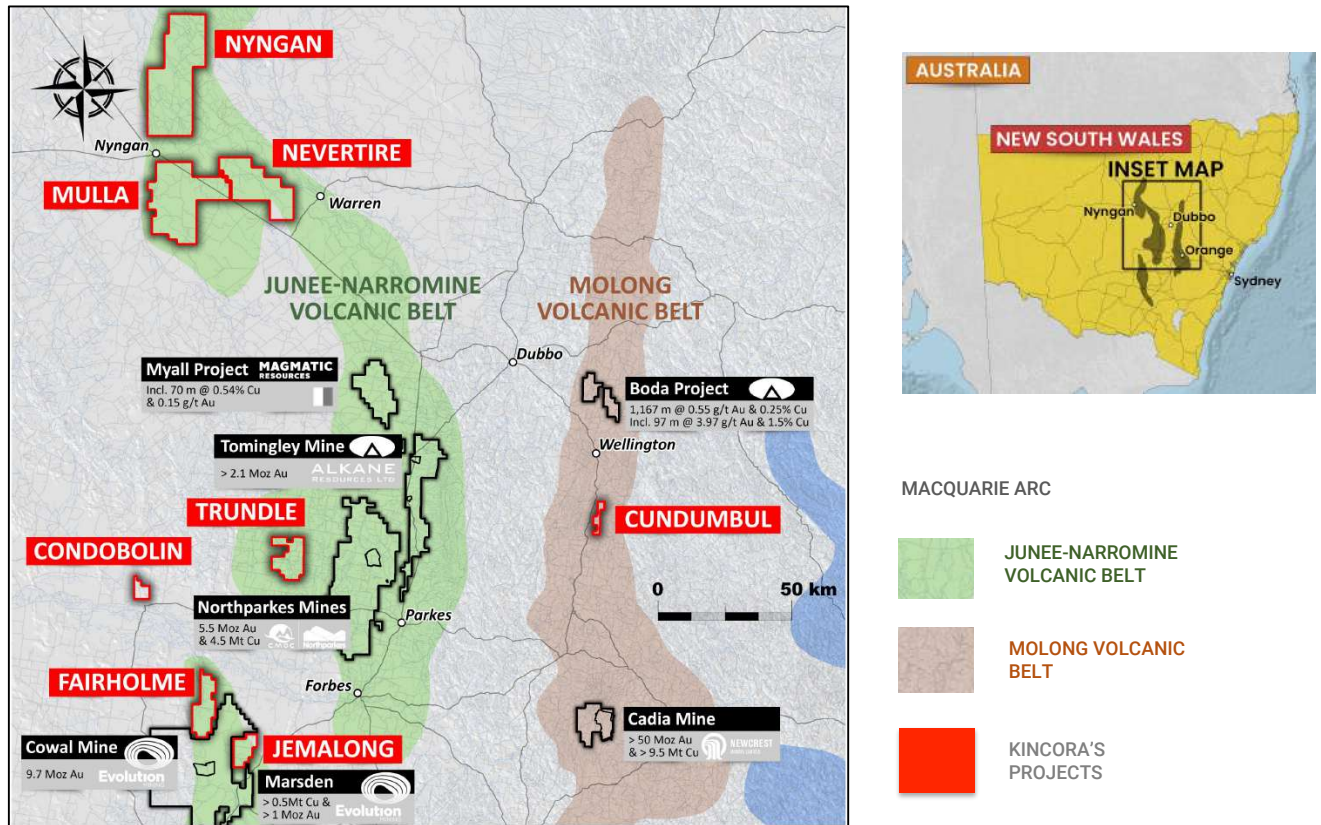 NYNGAN
Nyngan
NEVERTIRE
MULLA
Warren
JUNEE-NARROMINE
VOLCANIC BELT
MOLONG
VOLCANIC BELT
Dubbo
Myall Project MAGMATIC
RESOURCES
Incl. 70 m @ 0.54% Cu
& 0.15 g/t Au
Boda Project
1,167 m @ 0.55 g/t Au & 0.25% Cu
Incl. 97 m @ 3.97 g/t Au & 1.5% Cu
Tomingley Mine
> 2.1 Moz Au
ALKANE
RESOURCES LTD
Wellington
TRUNDLE
CUNDUMBUL
CONDOBOLIN
0 50 km
Northparkes Mines
5.5 Moz Au
& 4.5 Mt Cu
CMOC
Northparkes
Parkes
FAIRHOLME
Forbes
Cadia Mine
> 50 Moz Au
& > 9.5 Mt Cu
NEWCREST
Cowal Mine
9.7 Moz Au
Evolution
JEMALONG
Marsden
> 0.5Mt Cu &
> 1 Moz Au
Evolution
AUSTRALIA
NEW SOUTH WALES
INSET MAP
Nyngan
Dubbo
Orange
Sydney
MACQUARIE ARC
JUNEE-NARROMINE
VOLCANIC BELT
MOLONG VOLCANIC
BELT
KINCORA'S
PROJECTS